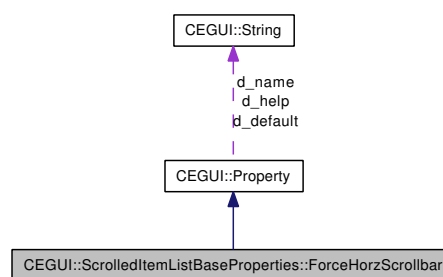 CEGUI::String
d_name
d_help
d_default
CEGUI::Property
CEGUI::ScrolledItemListBaseProperties::ForceHorzScrollbar